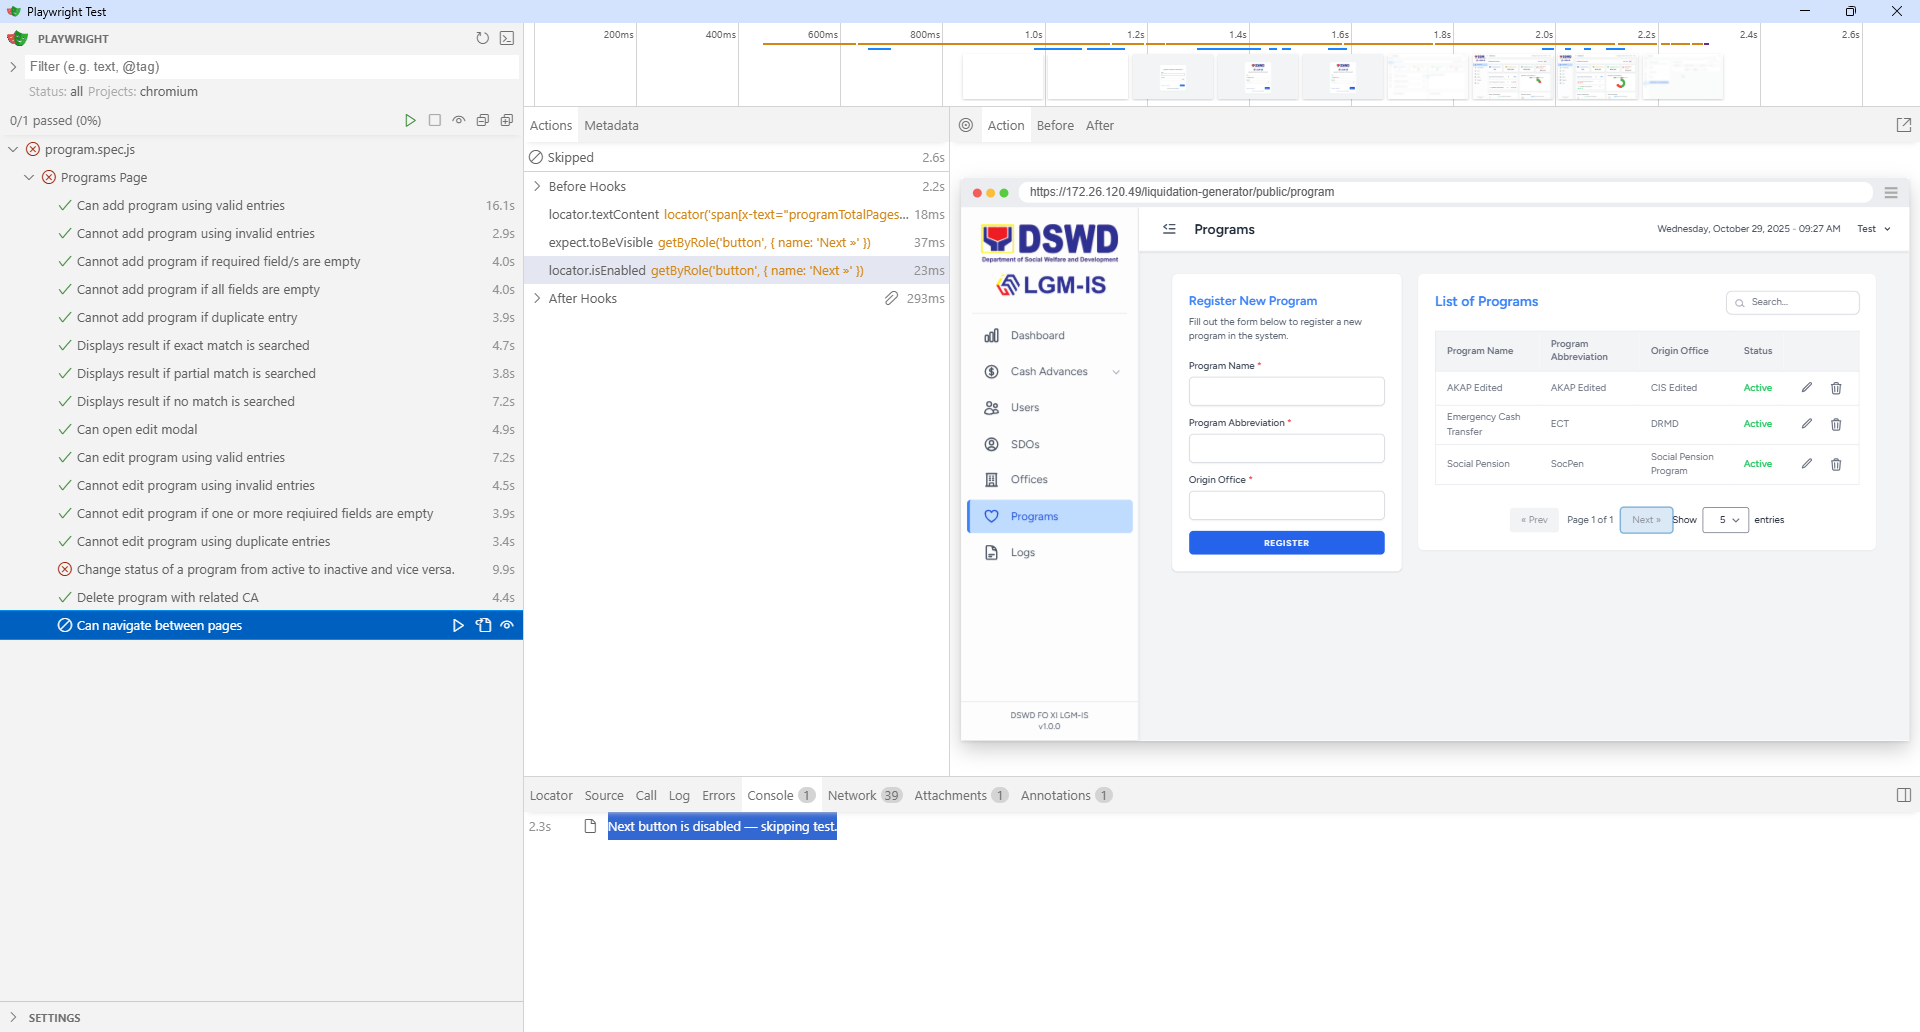 Playwright Test
PLAYWRIGHT
Filter (e.g. text, @tag)
Status: all Projects: chromium
0/1 passed (0%)
program.spec.js
Programs Page
Can add program using valid entries 16.1s
Cannot add program using invalid entries 2.9s
Cannot add program if required field/s are empty 4.0s
Cannot add program if all fields are empty 4.0s
Cannot add program if duplicate entry 3.9s
Displays result if exact match is searched 4.7s
Displays result if partial match is searched 3.8s
Displays result if no match is searched 7.2s
Can open edit modal 4.9s
Can edit program using valid entries 7.2s
Cannot edit program using invalid entries 4.5s
Cannot edit program if one or more reqiuired fields are empty 3.9s
Cannot edit program using duplicate entries 3.4s
Change status of a program from active to inactive and vice versa. 9.9s
Delete program with related CA 4.4s
Can navigate between pages
SETTINGS
200ms 400ms 600ms 800ms 1.0s 1.2s 1.4s 1.6s 1.8s 2.0s 2.2s 2.4s 2.6s
Actions Metadata
Skipped 2.6s
Before Hooks 2.2s
locator.textContent locator('span[x-text="programTotalPages... 18ms
expect.toBeVisible getByRole('button', { name: 'Next »' }) 37ms
locator.isEnabled getByRole('button', { name: 'Next »' }) 23ms
After Hooks 293ms
Action Before After
https://172.26.120.49/liquidation-generator/public/program
DSWD
Department of Social Welfare and Development
LGM-IS
Dashboard
Cash Advances
Users
SDOs
Offices
Programs
Logs
DSWD FO XI LGM-IS
v1.0.0
Programs
Wednesday, October 29, 2025 - 09:27 AM Test
Register New Program
Fill out the form below to register a new
program in the system.
Program Name *
Program Abbreviation *
Origin Office *
REGISTER
List of Programs
Search...
Program Name Program Abbreviation Origin Office Status
AKAP Edited AKAP Edited CIS Edited Active
Emergency Cash Transfer ECT DRMD Active
Social Pension SocPen Social Pension Program Active
« Prev Page 1 of 1 Next » Show 5 entries
Locator Source Call Log Errors Console 1 Network 39 Attachments 1 Annotations 1
2.3s Next button is disabled — skipping test.